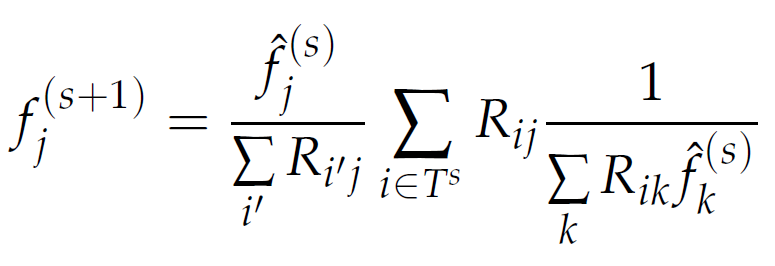 f_j^{(s+1)} = \frac{\hat{f}_j^{(s)}}{\sum_{i'} R_{i'j}} \sum_{i \in T^s} R_{ij} \frac{1}{\sum_k R_{ik} \hat{f}_k^{(s)}}